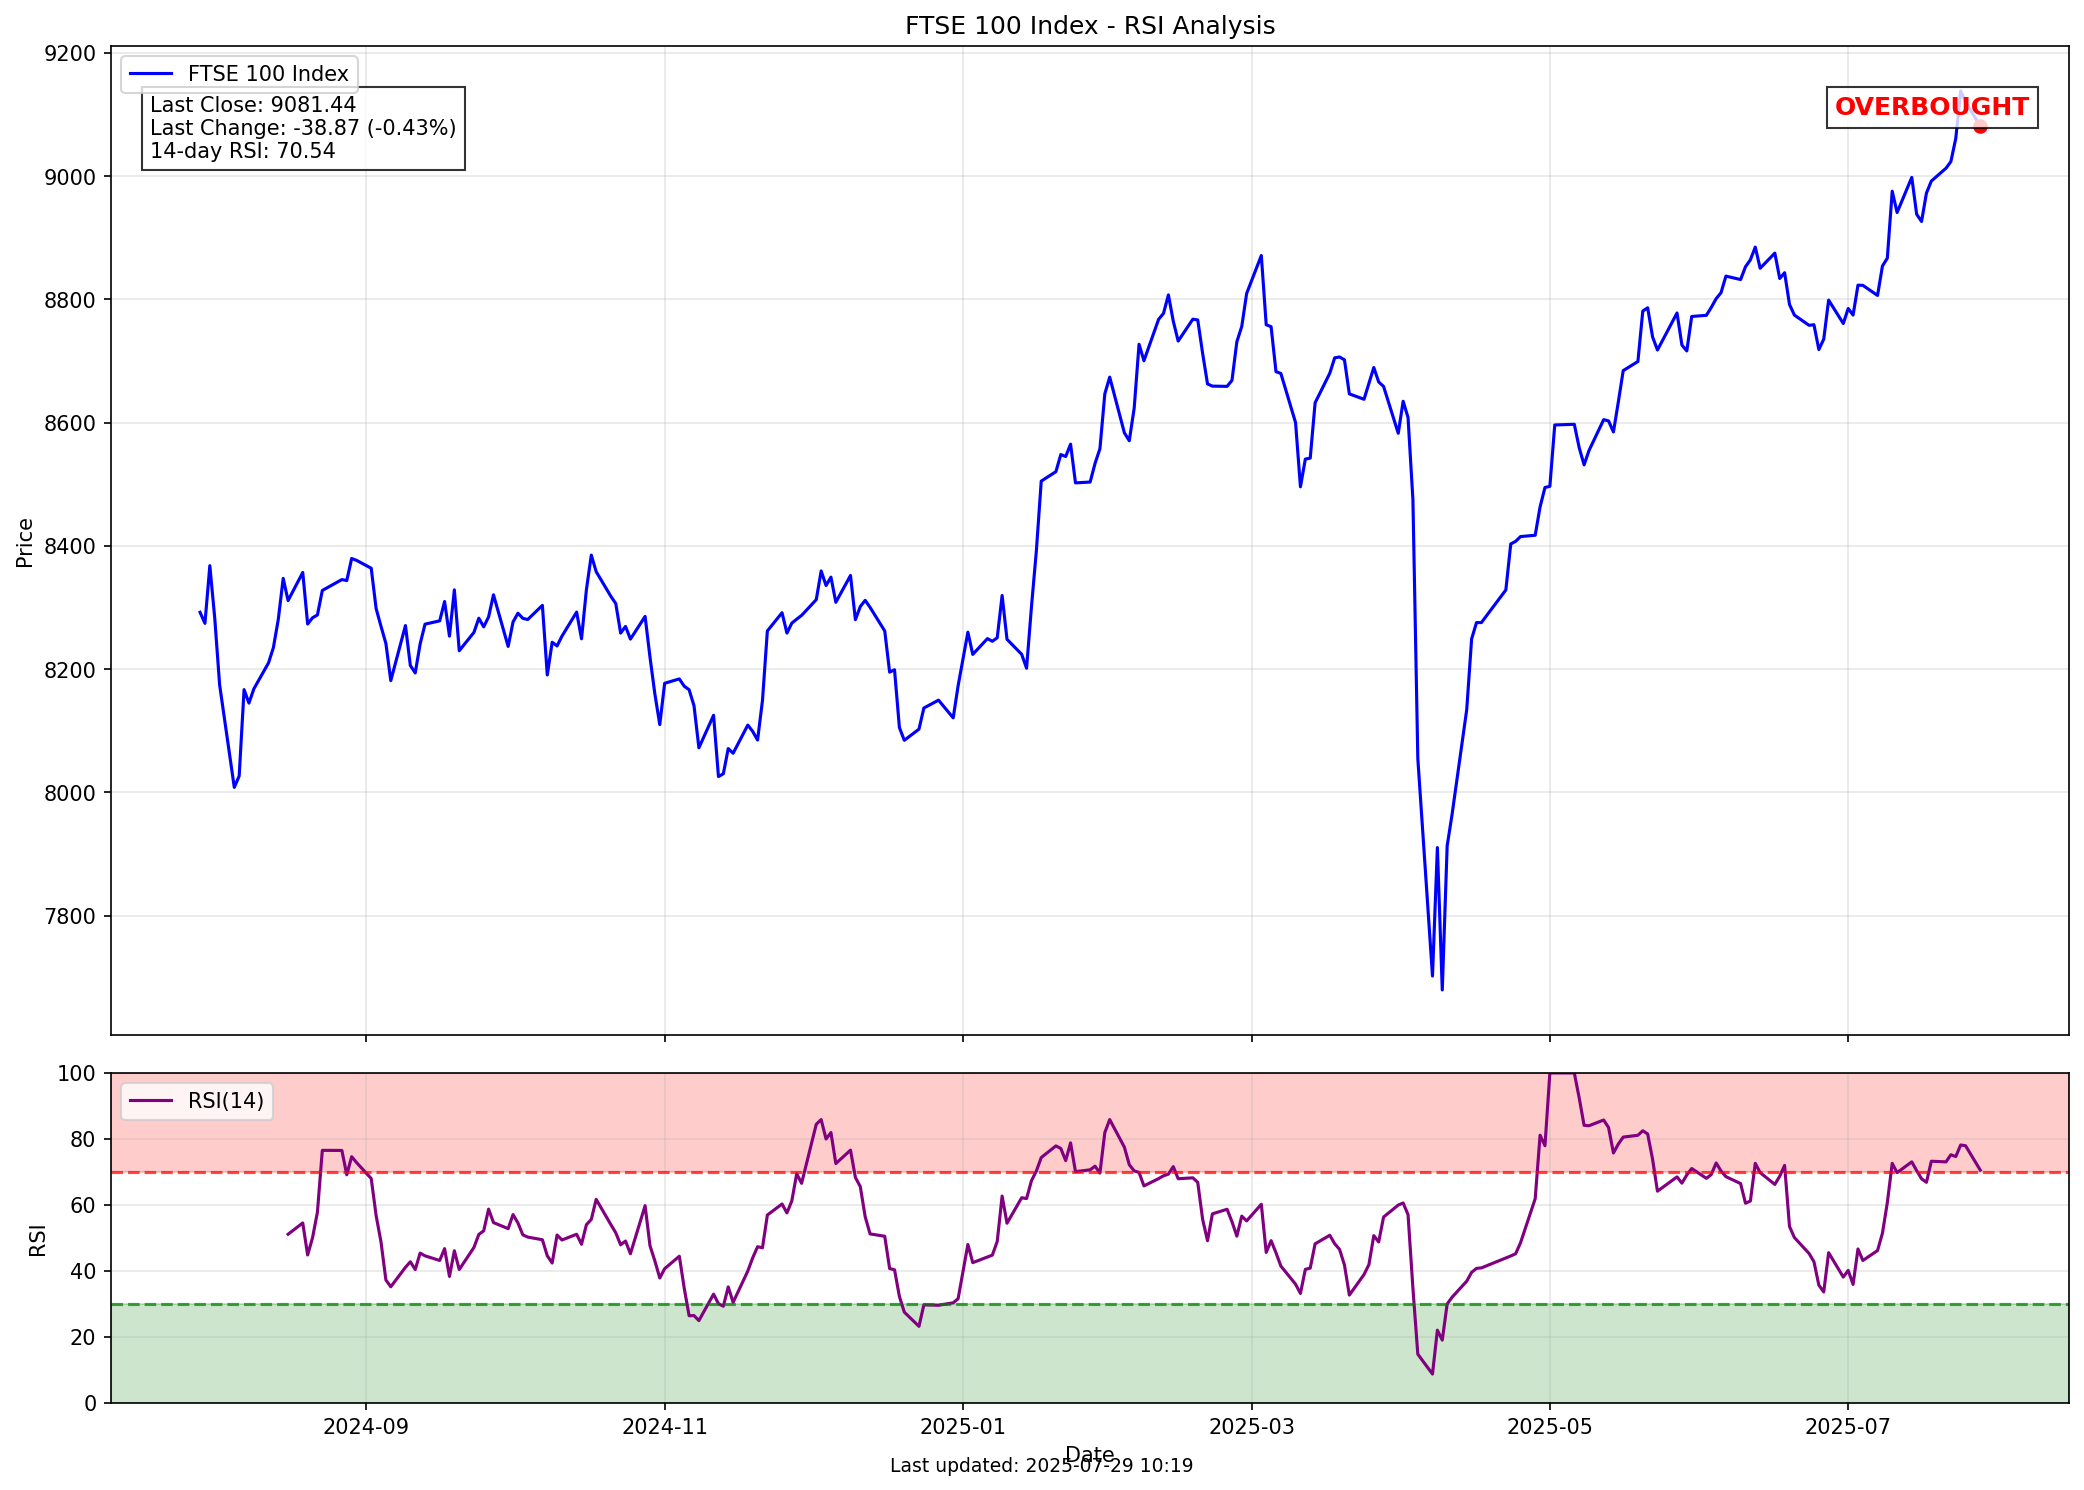 FTSE 100 Index - RSI Analysis
9200
FTSE 100 Index
Last Close: 9081.44
Last Change: -38.87 (-0.43%)
14-day RSI: 70.54
OVERBOUGHT
9000
8800
8600
Price
8400
8200
8000
7800
100
RSI(14)
80
60
RSI
40
20
0
2024-09
2024-11
2025-01
2025-03
2025-05
2025-07
Date
Last updated: 2025-07-29 10:19